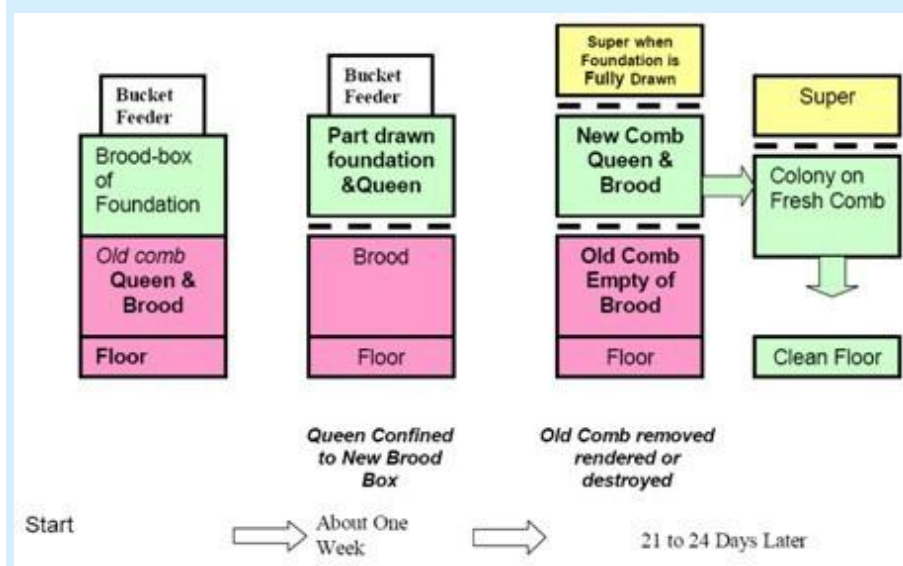 Bucket
Feeder
Brood-box
of
Foundation
Old comb
Queen &
Brood
Floor
Bucket
Feeder
Part drawn
foundation
&Queen
Brood
Floor
Queen Confined
to New Brood
Box
Super when
Foundation is
Fully Drawn
New Comb
Queen &
Brood
Old Comb
Empty of
Brood
Floor
Old Comb removed
rendered or
destroyed
Super
Colony on
Fresh Comb
Clean Floor
Start
About One
Week
21 to 24 Days Later